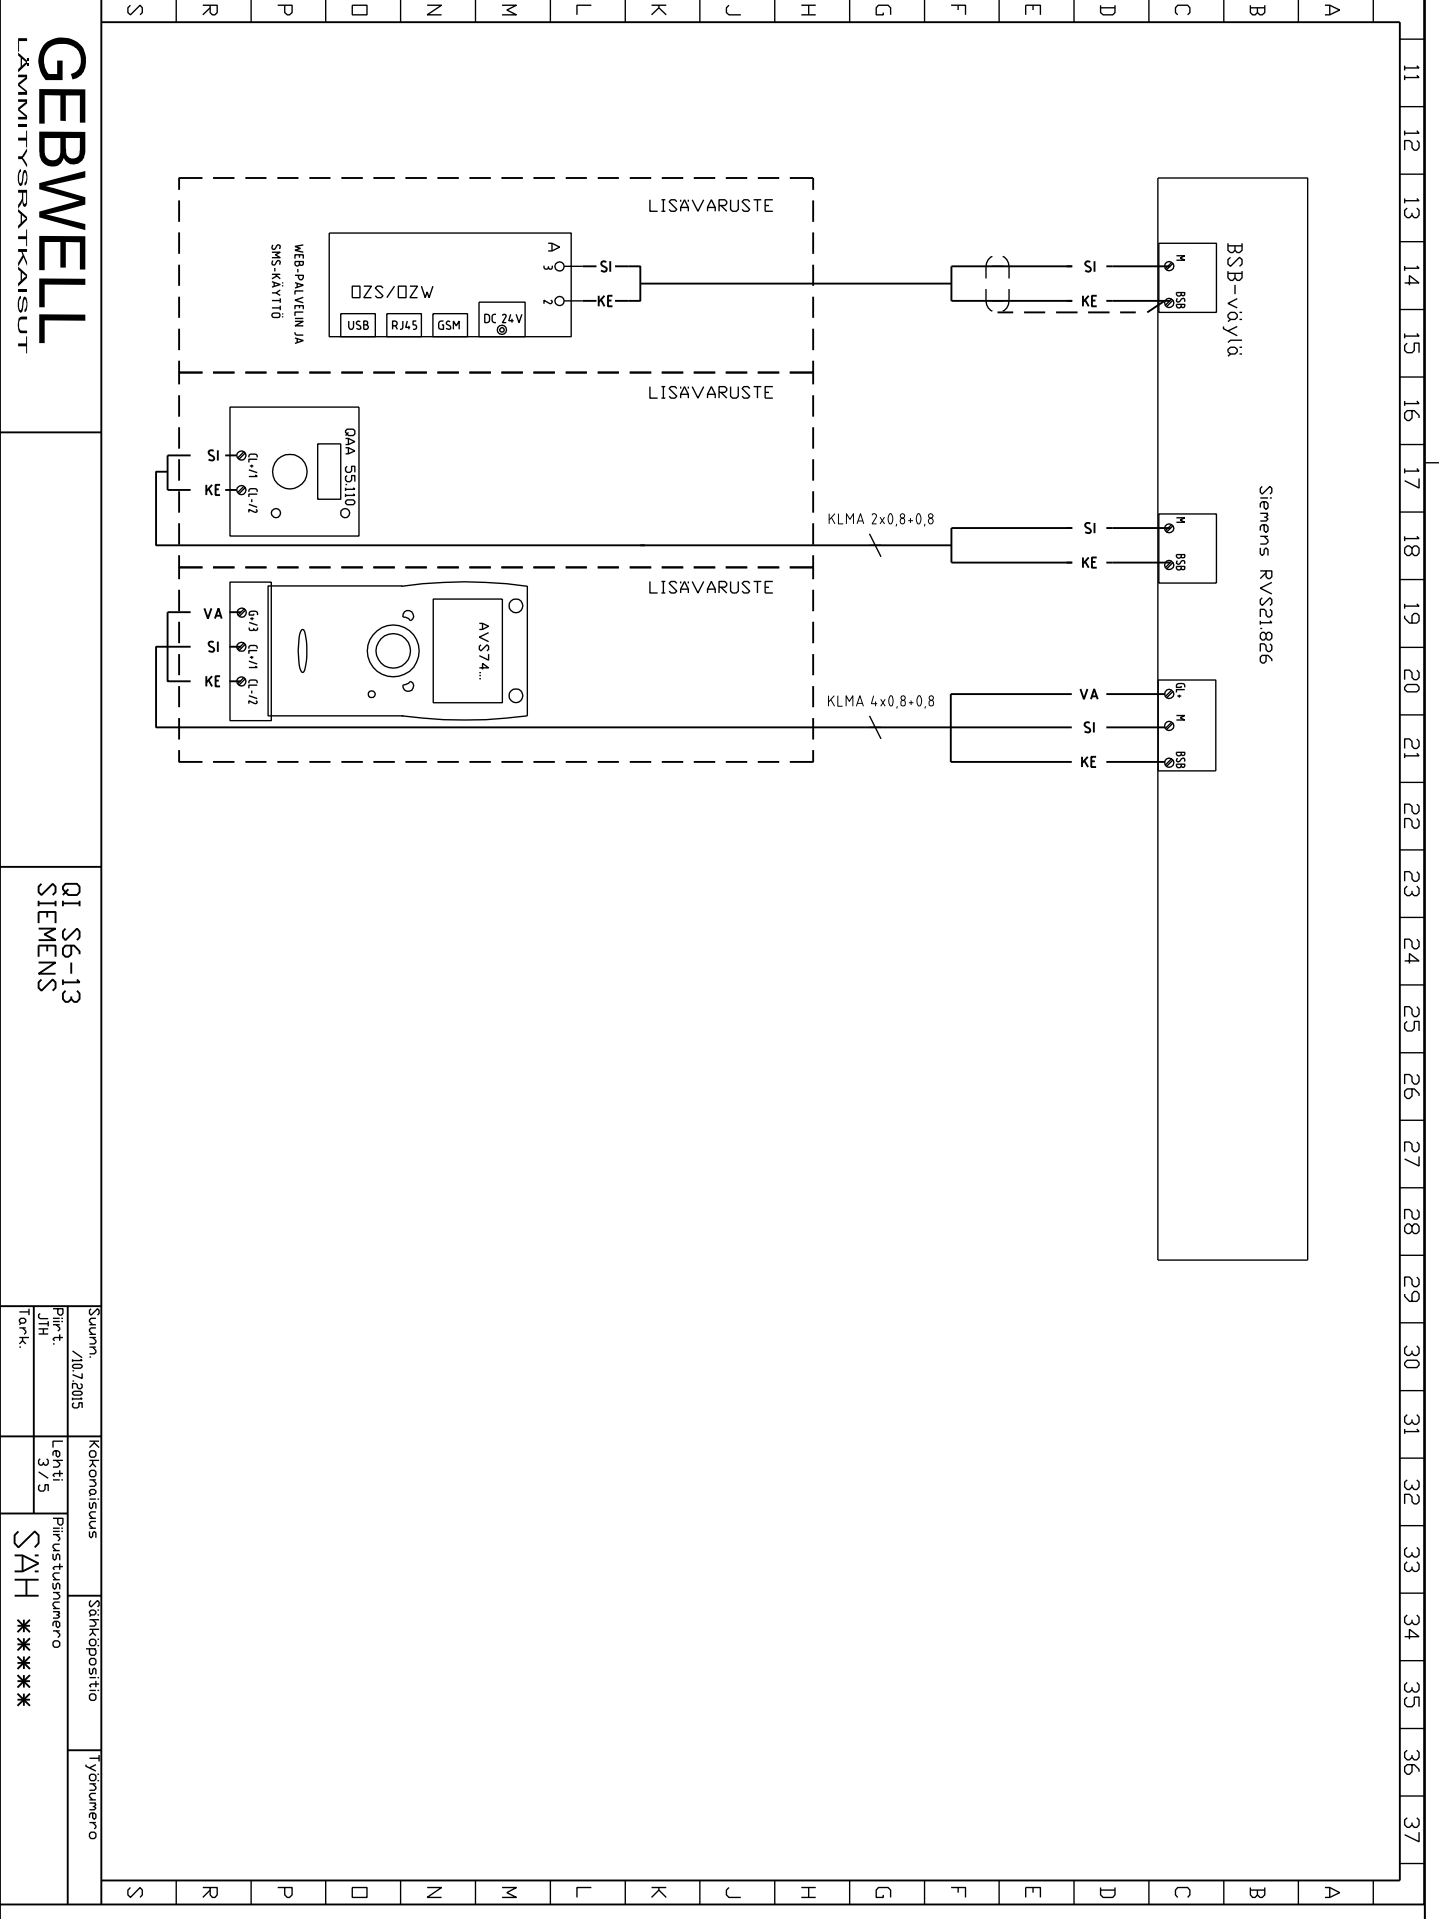 S R P O N M L K J H G F E D C B A
11
12
13
14
15
16
17
18
19
20
21
22
23
24
25
26
27
28
29
30
31
32
33
34
35
36
37
Siemens RVS21.826
BSB-väylä
M
BSB
M
BSB
GL+
M
BSB
SI
KE
SI
KE
VA
SI
KE
KLMA 2x0,8+0,8
KLMA 4x0,8+0,8
LISÄVARUSTE
SI
KE
A
3
2
OZS/OZW
DC 24V
GSM
RJ45
USB
WEB-PALVELIN JA
SMS-KÄYTTÖ
LISÄVARUSTE
QAA 55.110
CL+/1
CL-/2
SI
KE
LISÄVARUSTE
AVS74...
G+/3
CL+/1
CL-/2
VA
SI
KE
GEBWELL
LÄMMITYSRATKAISUT
QI S6-13
SIEMENS
Suunn.
/10.7.2015
Piirt.
JTH
Tark.
Kokonaisuus
Lehti
3/5
Sähköpositio
Työnumero
Piirustusnumero
SÄH *****
S R P O N M L K J H G F E D C B A